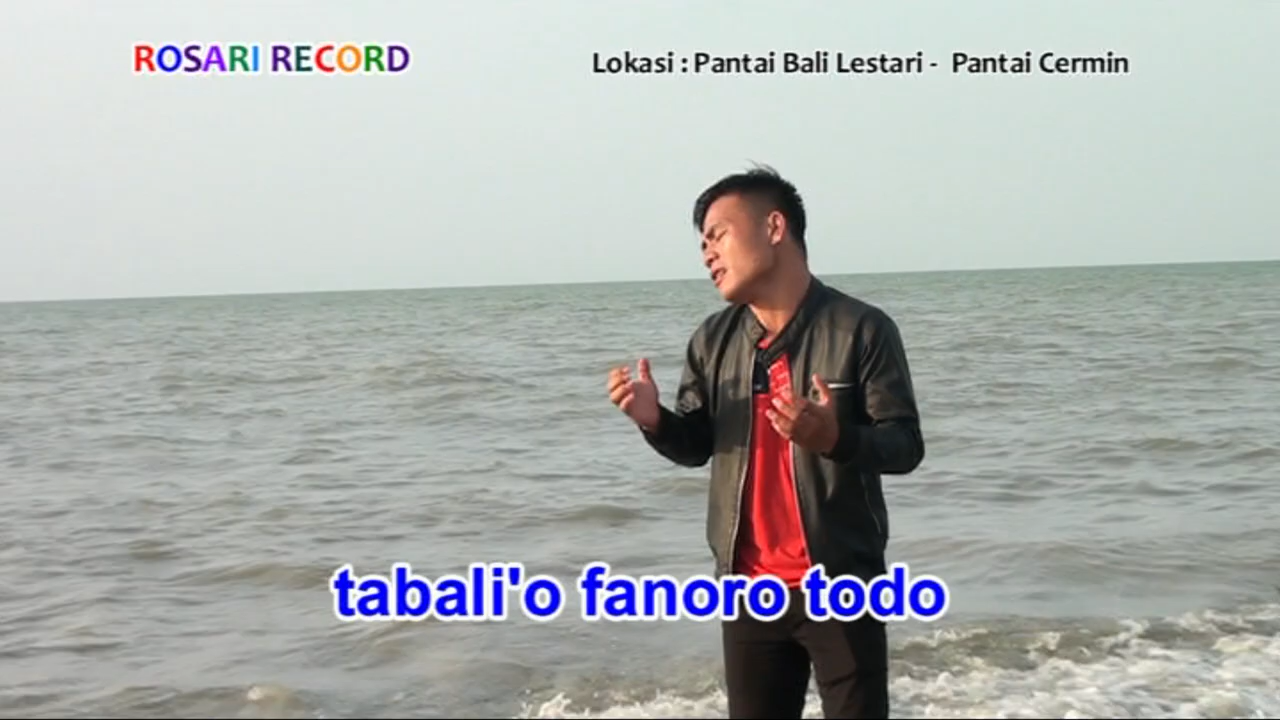 ROSARI RECORD
Lokasi : Pantai Bali Lestari - Pantai Cermin
tabali'o fanoro todo